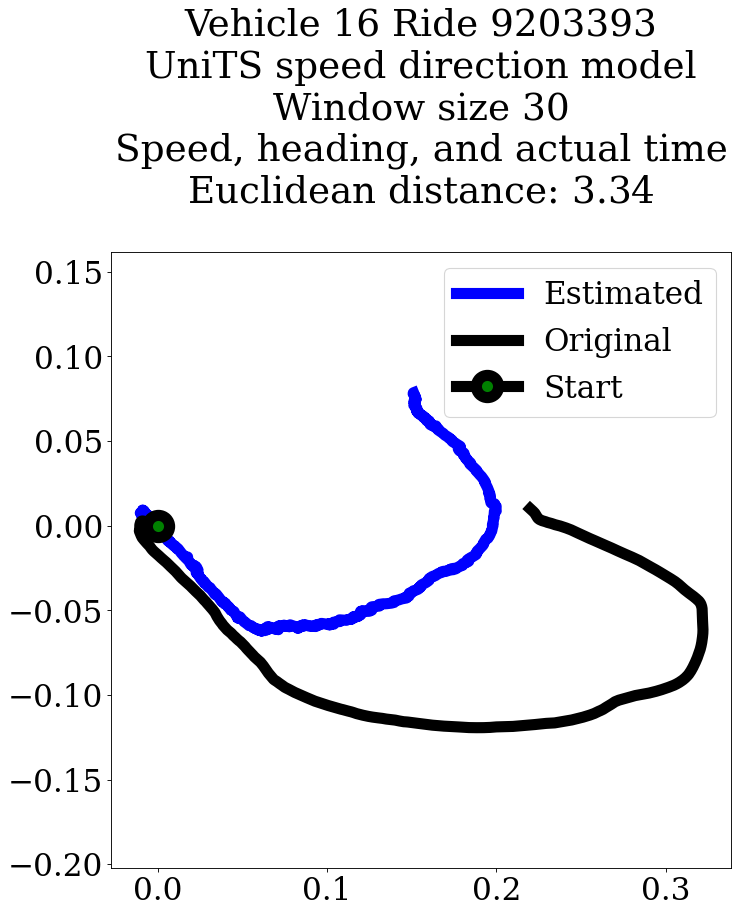 Vehicle 16 Ride 9203393
UniTS speed direction model
Window size 30
Speed, heading, and actual time
Euclidean distance: 3.34
Estimated
Original
Start
0.15
0.10
0.05
0.00
−0.05
−0.10
−0.15
−0.20
0.0 0.1 0.2 0.3